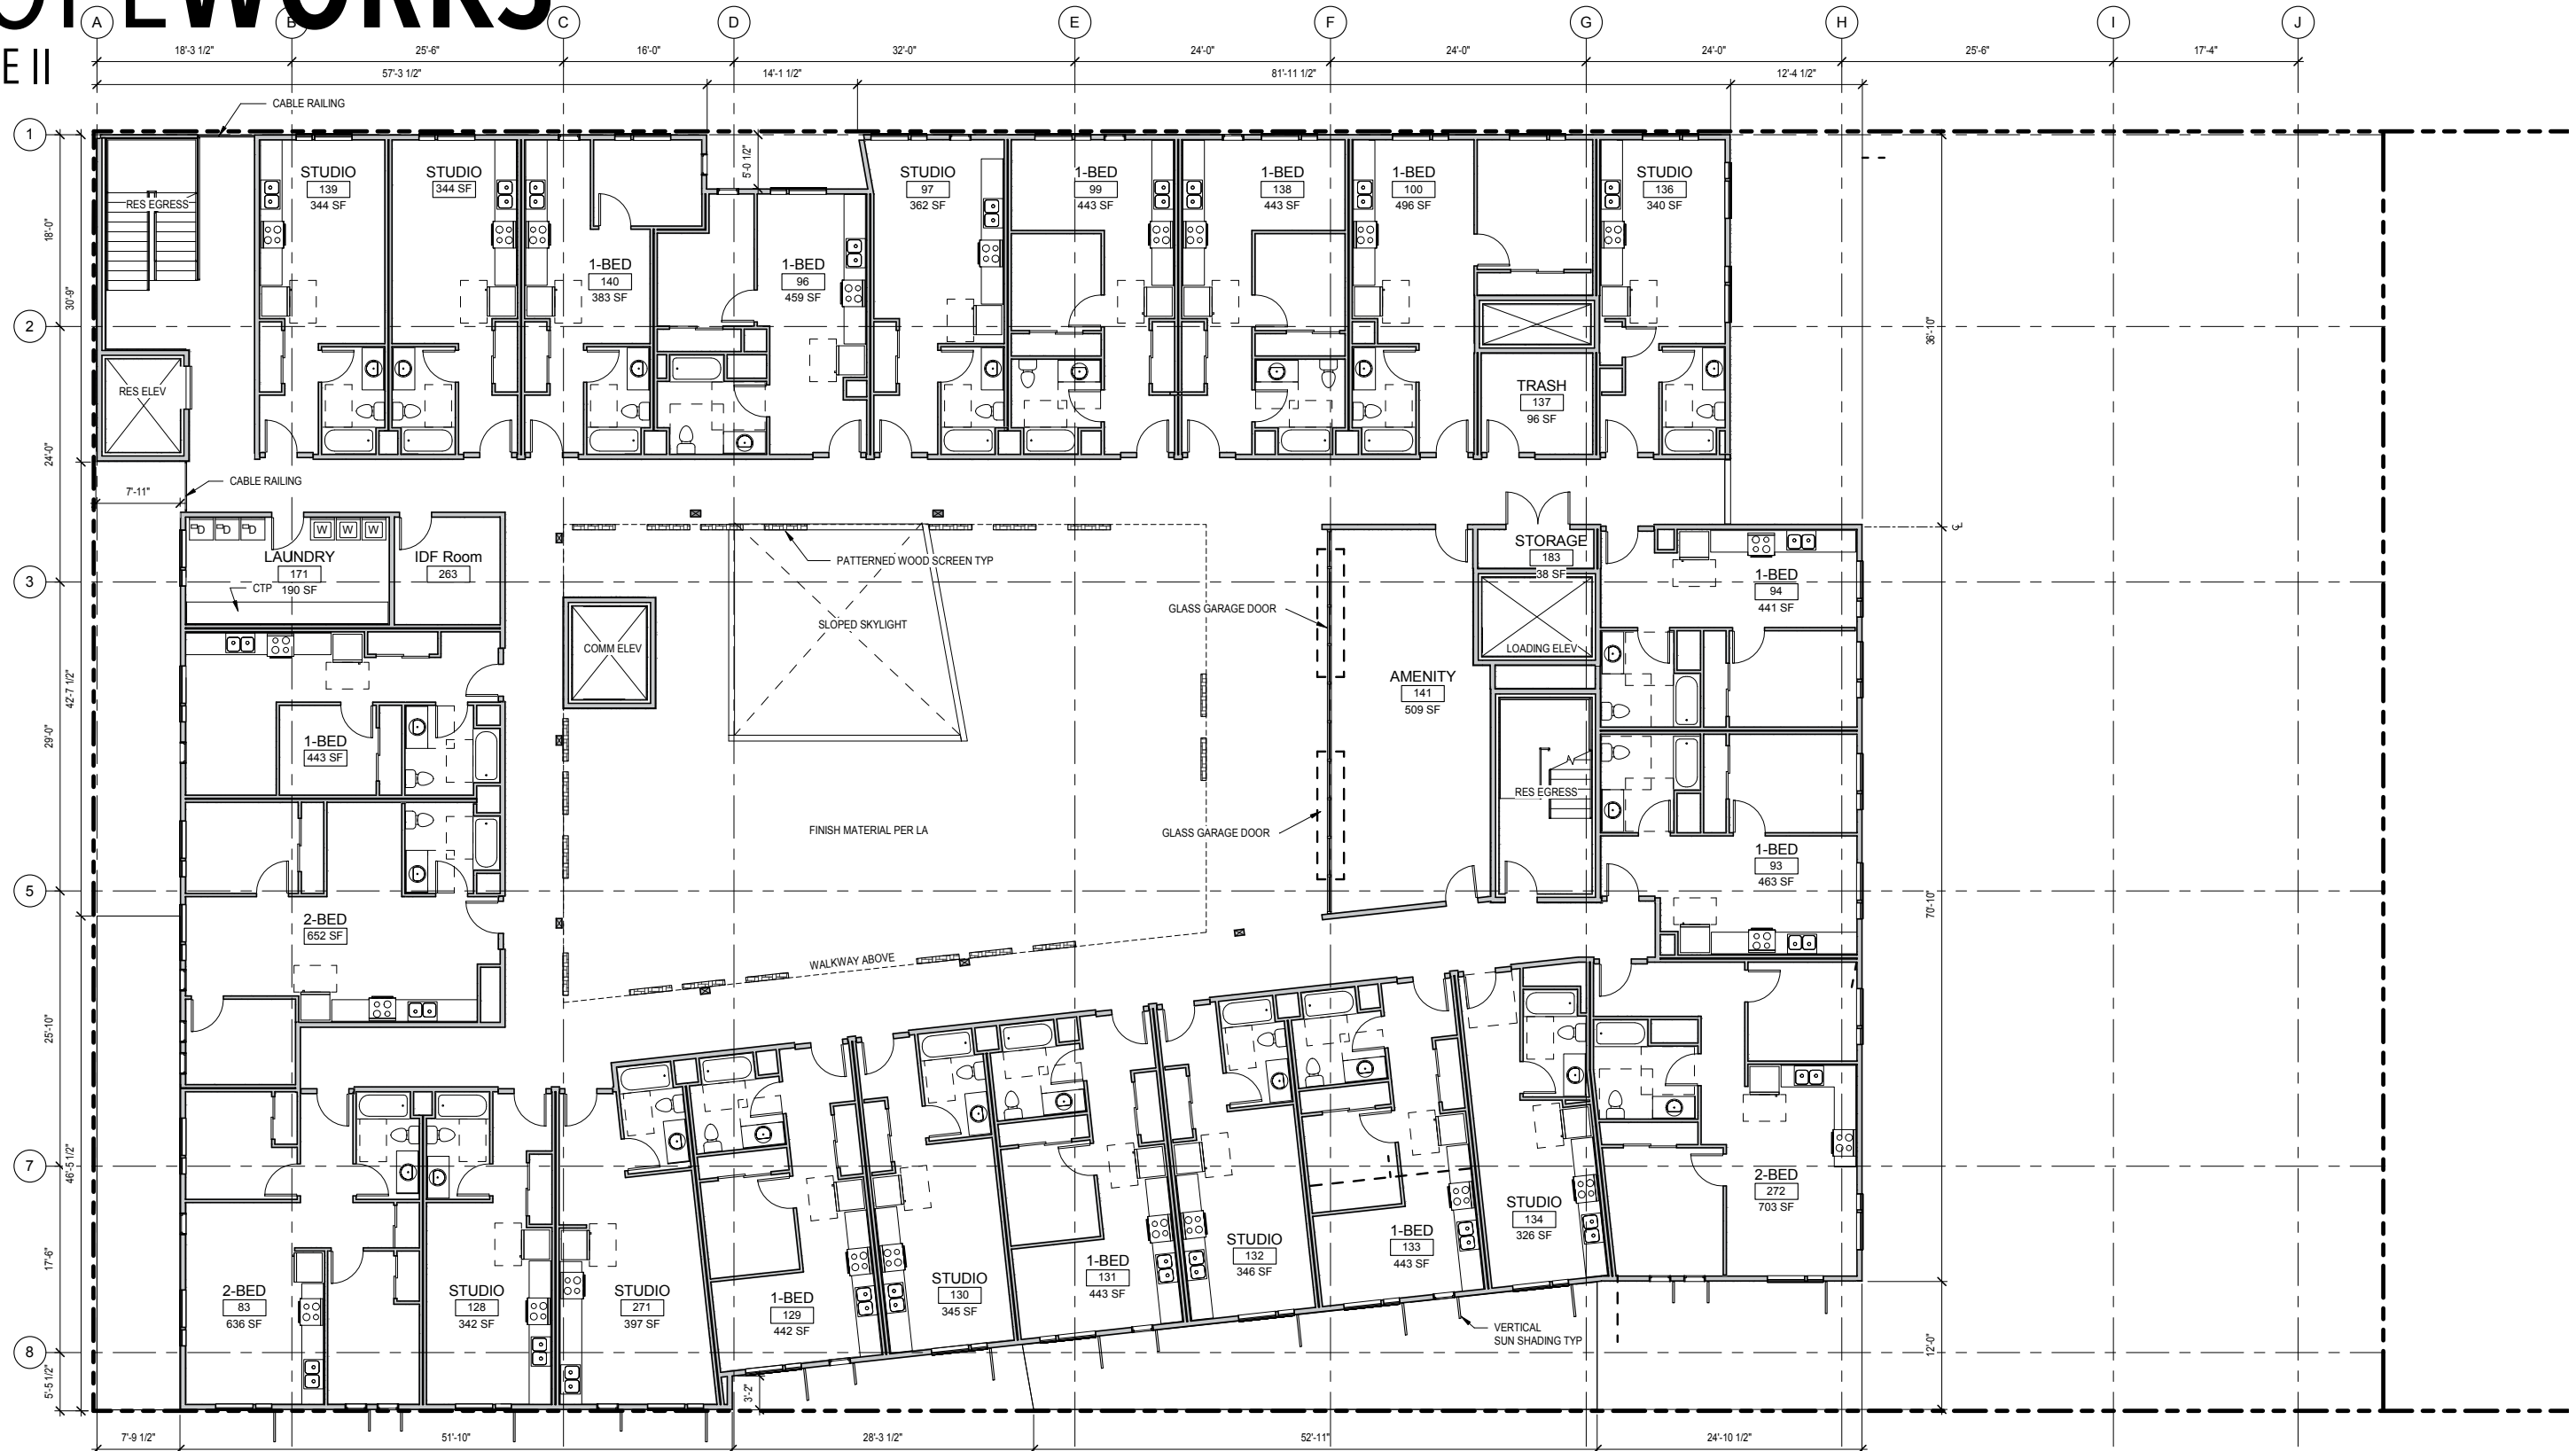 WORKS
E II
A B C D E F G H I J
18'-3 1/2" 25'-6" 16'-0" 32'-0" 24'-0" 24'-0" 24'-0" 25'-6" 17'-4"
57'-3 1/2" 14'-1 1/2" 81'-11 1/2" 12'-4 1/2"
CABLE RAILING
1
5'-0 1/2"
RES EGRESS
STUDIO
139
344 SF
STUDIO
344 SF
1-BED
140
383 SF
1-BED
96
459 SF
STUDIO
97
362 SF
1-BED
99
443 SF
1-BED
138
443 SF
1-BED
100
496 SF
STUDIO
136
340 SF
18'-0"
30'-9"
2
36'-10"
RES ELEV
TRASH
137
96 SF
24'-0"
CABLE RAILING
7'-11"
D D D W W W
LAUNDRY
171
190 SF
CTP
IDF Room
263
PATTERNED WOOD SCREEN TYP
SLOPED SKYLIGHT
COMM ELEV
GLASS GARAGE DOOR
STORAGE
183
38 SF
LOADING ELEV
1-BED
94
441 SF
3
42'-7 1/2"
29'-0"
AMENITY
141
509 SF
1-BED
443 SF
RES EGRESS
FINISH MATERIAL PER LA
GLASS GARAGE DOOR
1-BED
93
463 SF
5
70'-10"
2-BED
652 SF
WALKWAY ABOVE
25'-10"
7
46'-5 1/2"
17'-6"
2-BED
83
636 SF
STUDIO
128
342 SF
STUDIO
271
397 SF
1-BED
129
442 SF
STUDIO
130
345 SF
1-BED
131
443 SF
STUDIO
132
346 SF
1-BED
133
443 SF
STUDIO
134
326 SF
2-BED
272
703 SF
VERTICAL
SUN SHADING TYP
8
5'-5 1/2"
3'-2"
12'-0"
7'-9 1/2" 51'-10" 28'-3 1/2" 52'-11" 24'-10 1/2"